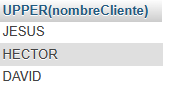 UPPER(nombreCliente)
JESUS
HECTOR
DAVID